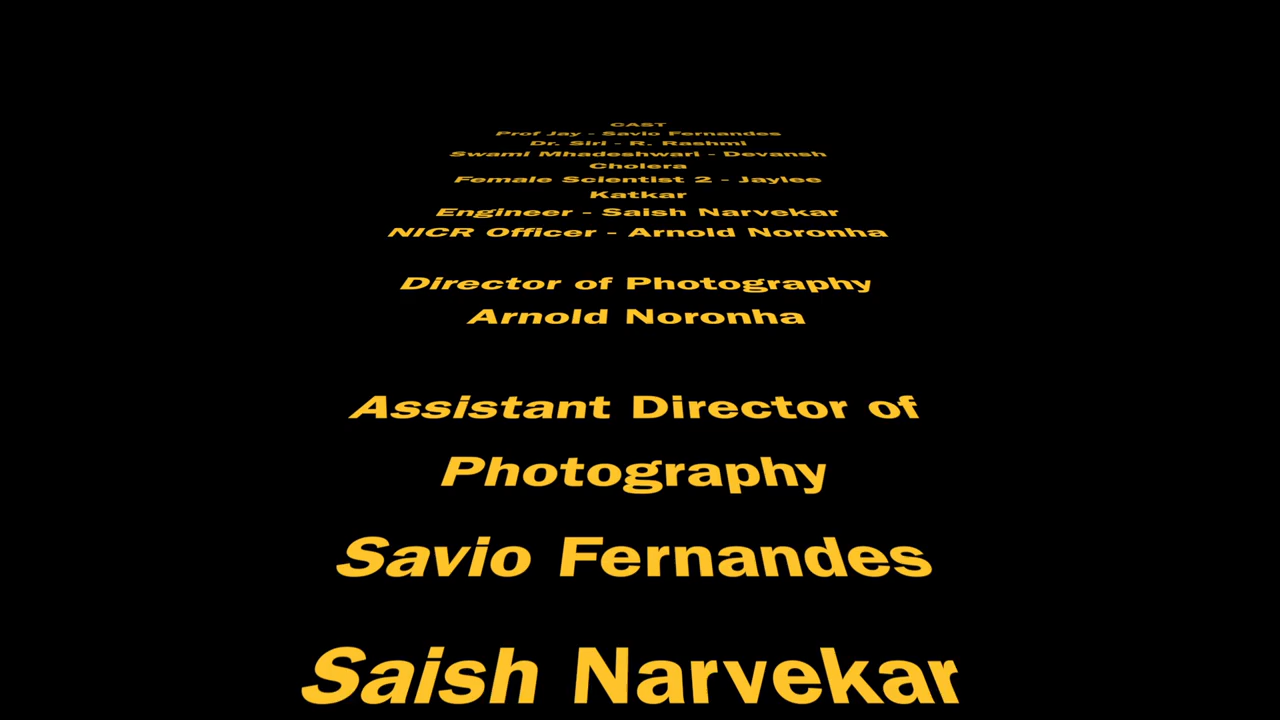 CAST
Prof Jay - Savio Fernandes
Dr. Siri - R. Rashmi
Swami Mhadeshwari - Devansh
Cholera
Female Scientist 2 - Jaylee
Katkar
Engineer - Saish Narvekar
NICR Officer - Arnold Noronha
Director of Photography
Arnold Noronha
Assistant Director of
Photography
Savio Fernandes
Saish Narvekar